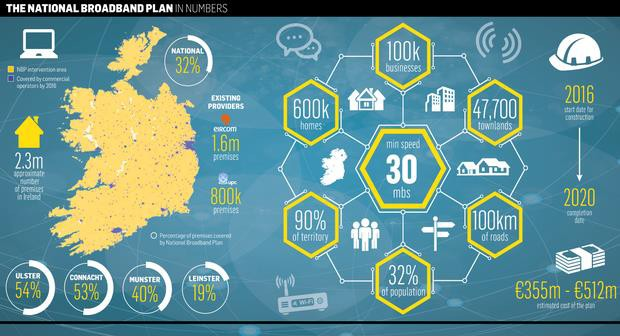 THE NATIONAL BROADBAND PLAN IN NUMBERS
NBP intervention area
Covered by commercial
operators by 2016
NATIONAL
32%
EXISTING
PROVIDERS
eircom
1.6m
premises
upc
800k
premises
2.3m
approximate
number
of premises
in Ireland
Percentage of premises covered
by National Broadband Plan
ULSTER
54%
CONNACHT
53%
MUNSTER
40%
LEINSTER
19%
100k
businesses
600k
homes
47,700
townlands
min speed
30
mbs
90%
of territory
100km
of roads
32%
of population
Wi-Fi
2016
start date for
construction
2020
completion
date
€355m - €512m
estimated cost of the plan